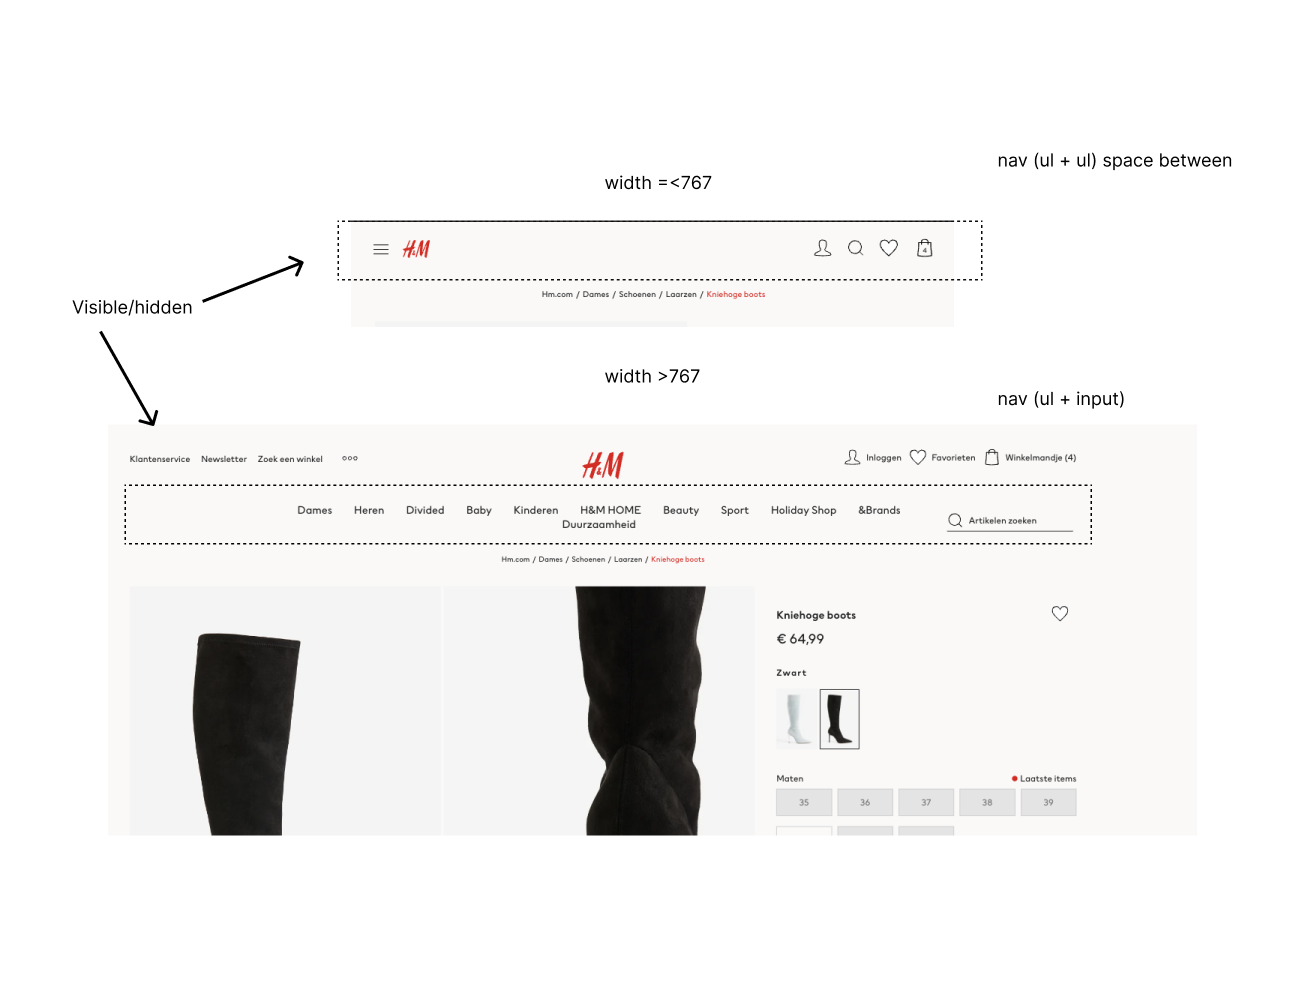 nav (ul + ul) space between
width =<767
H&M
4
Hm.com / Dames / Schoenen / Laarzen / Kniehoge boots
Visible/hidden
width >767
nav (ul + input)
Klantenservice Newsletter Zoek een winkel
H&M
Inloggen Favorieten Winkelmandje (4)
Dames Heren Divided Baby Kinderen H&M HOME Beauty Sport Holiday Shop &Brands
Duurzaamheid
Artikelen zoeken
Hm.com / Dames / Schoenen / Laarzen / Kniehoge boots
Kniehoge boots
€ 64,99
Zwart
Maten
Laatste items
35 36 37 38 39